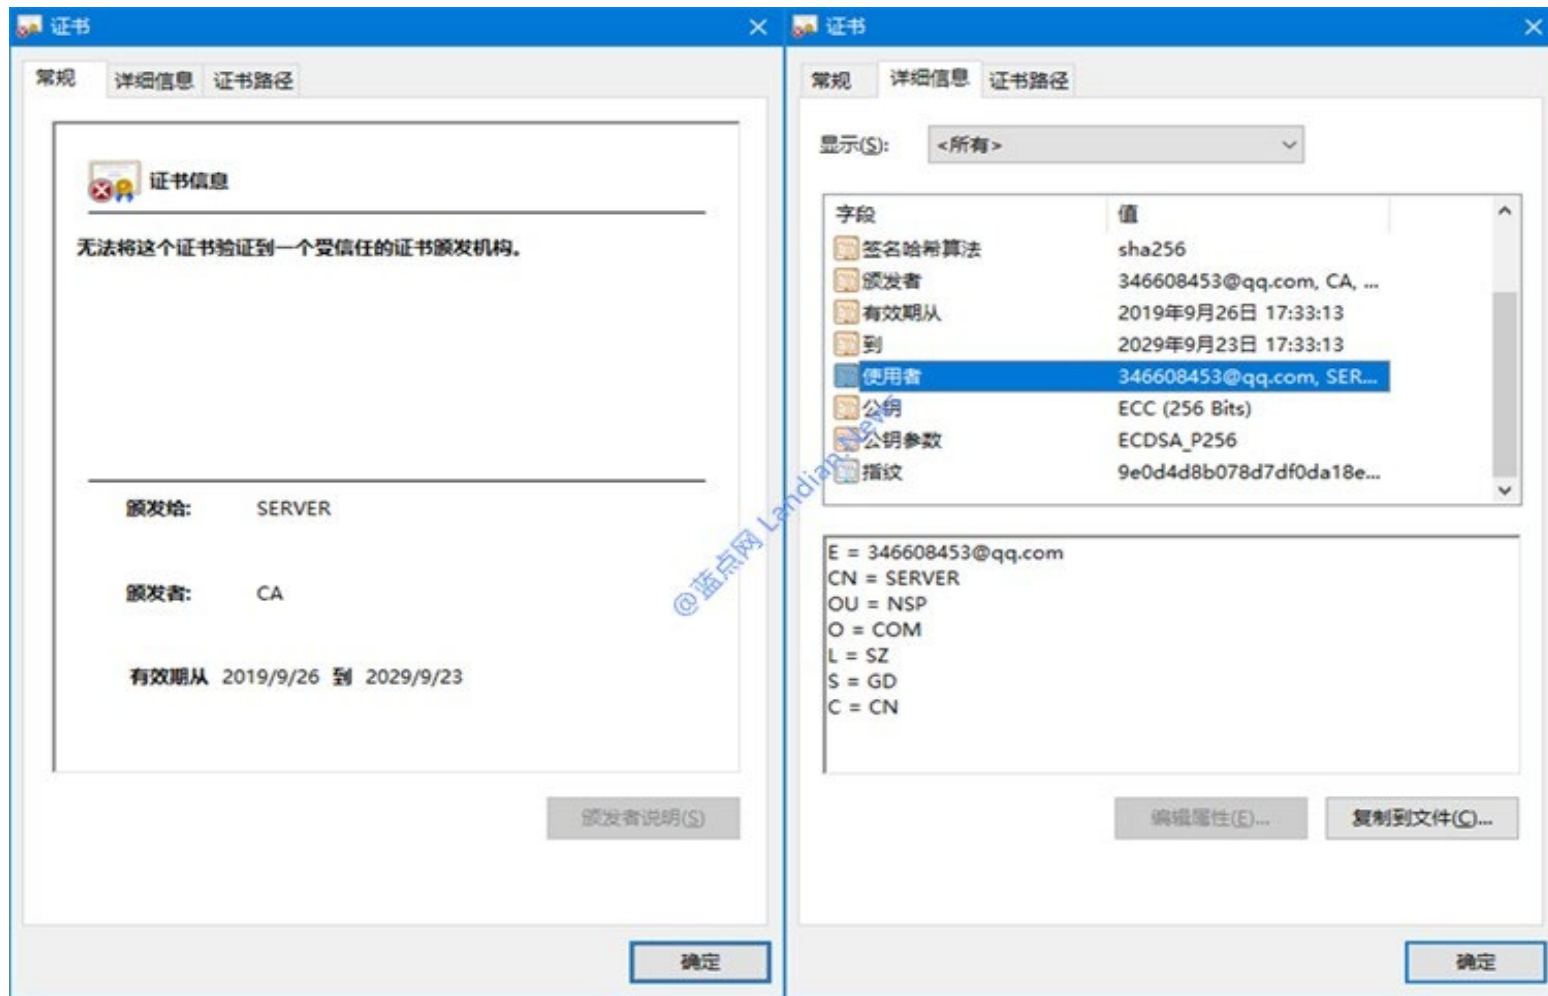 证书
常规 详细信息 证书路径
证书信息
无法将这个证书验证到一个受信任的证书颁发机构。
颁发给: SERVER
颁发者: CA
有效期从 2019/9/26 到 2029/9/23
颁发者说明(S)
确定
证书
常规 详细信息 证书路径
显示(S): <所有>
字段 值
签名哈希算法 sha256
颁发者 346608453@qq.com, CA, ...
有效期从 2019年9月26日 17:33:13
到 2029年9月23日 17:33:13
使用者 346608453@qq.com, SER...
公钥 ECC (256 Bits)
公钥参数 ECDSA_P256
指纹 9e0d4d8b078d7df0da18e...
E = 346608453@qq.com
CN = SERVER
OU = NSP
O = COM
L = SZ
S = GD
C = CN
编辑属性(E)... 复制到文件(C)...
确定
@蓝点网 Landian.News